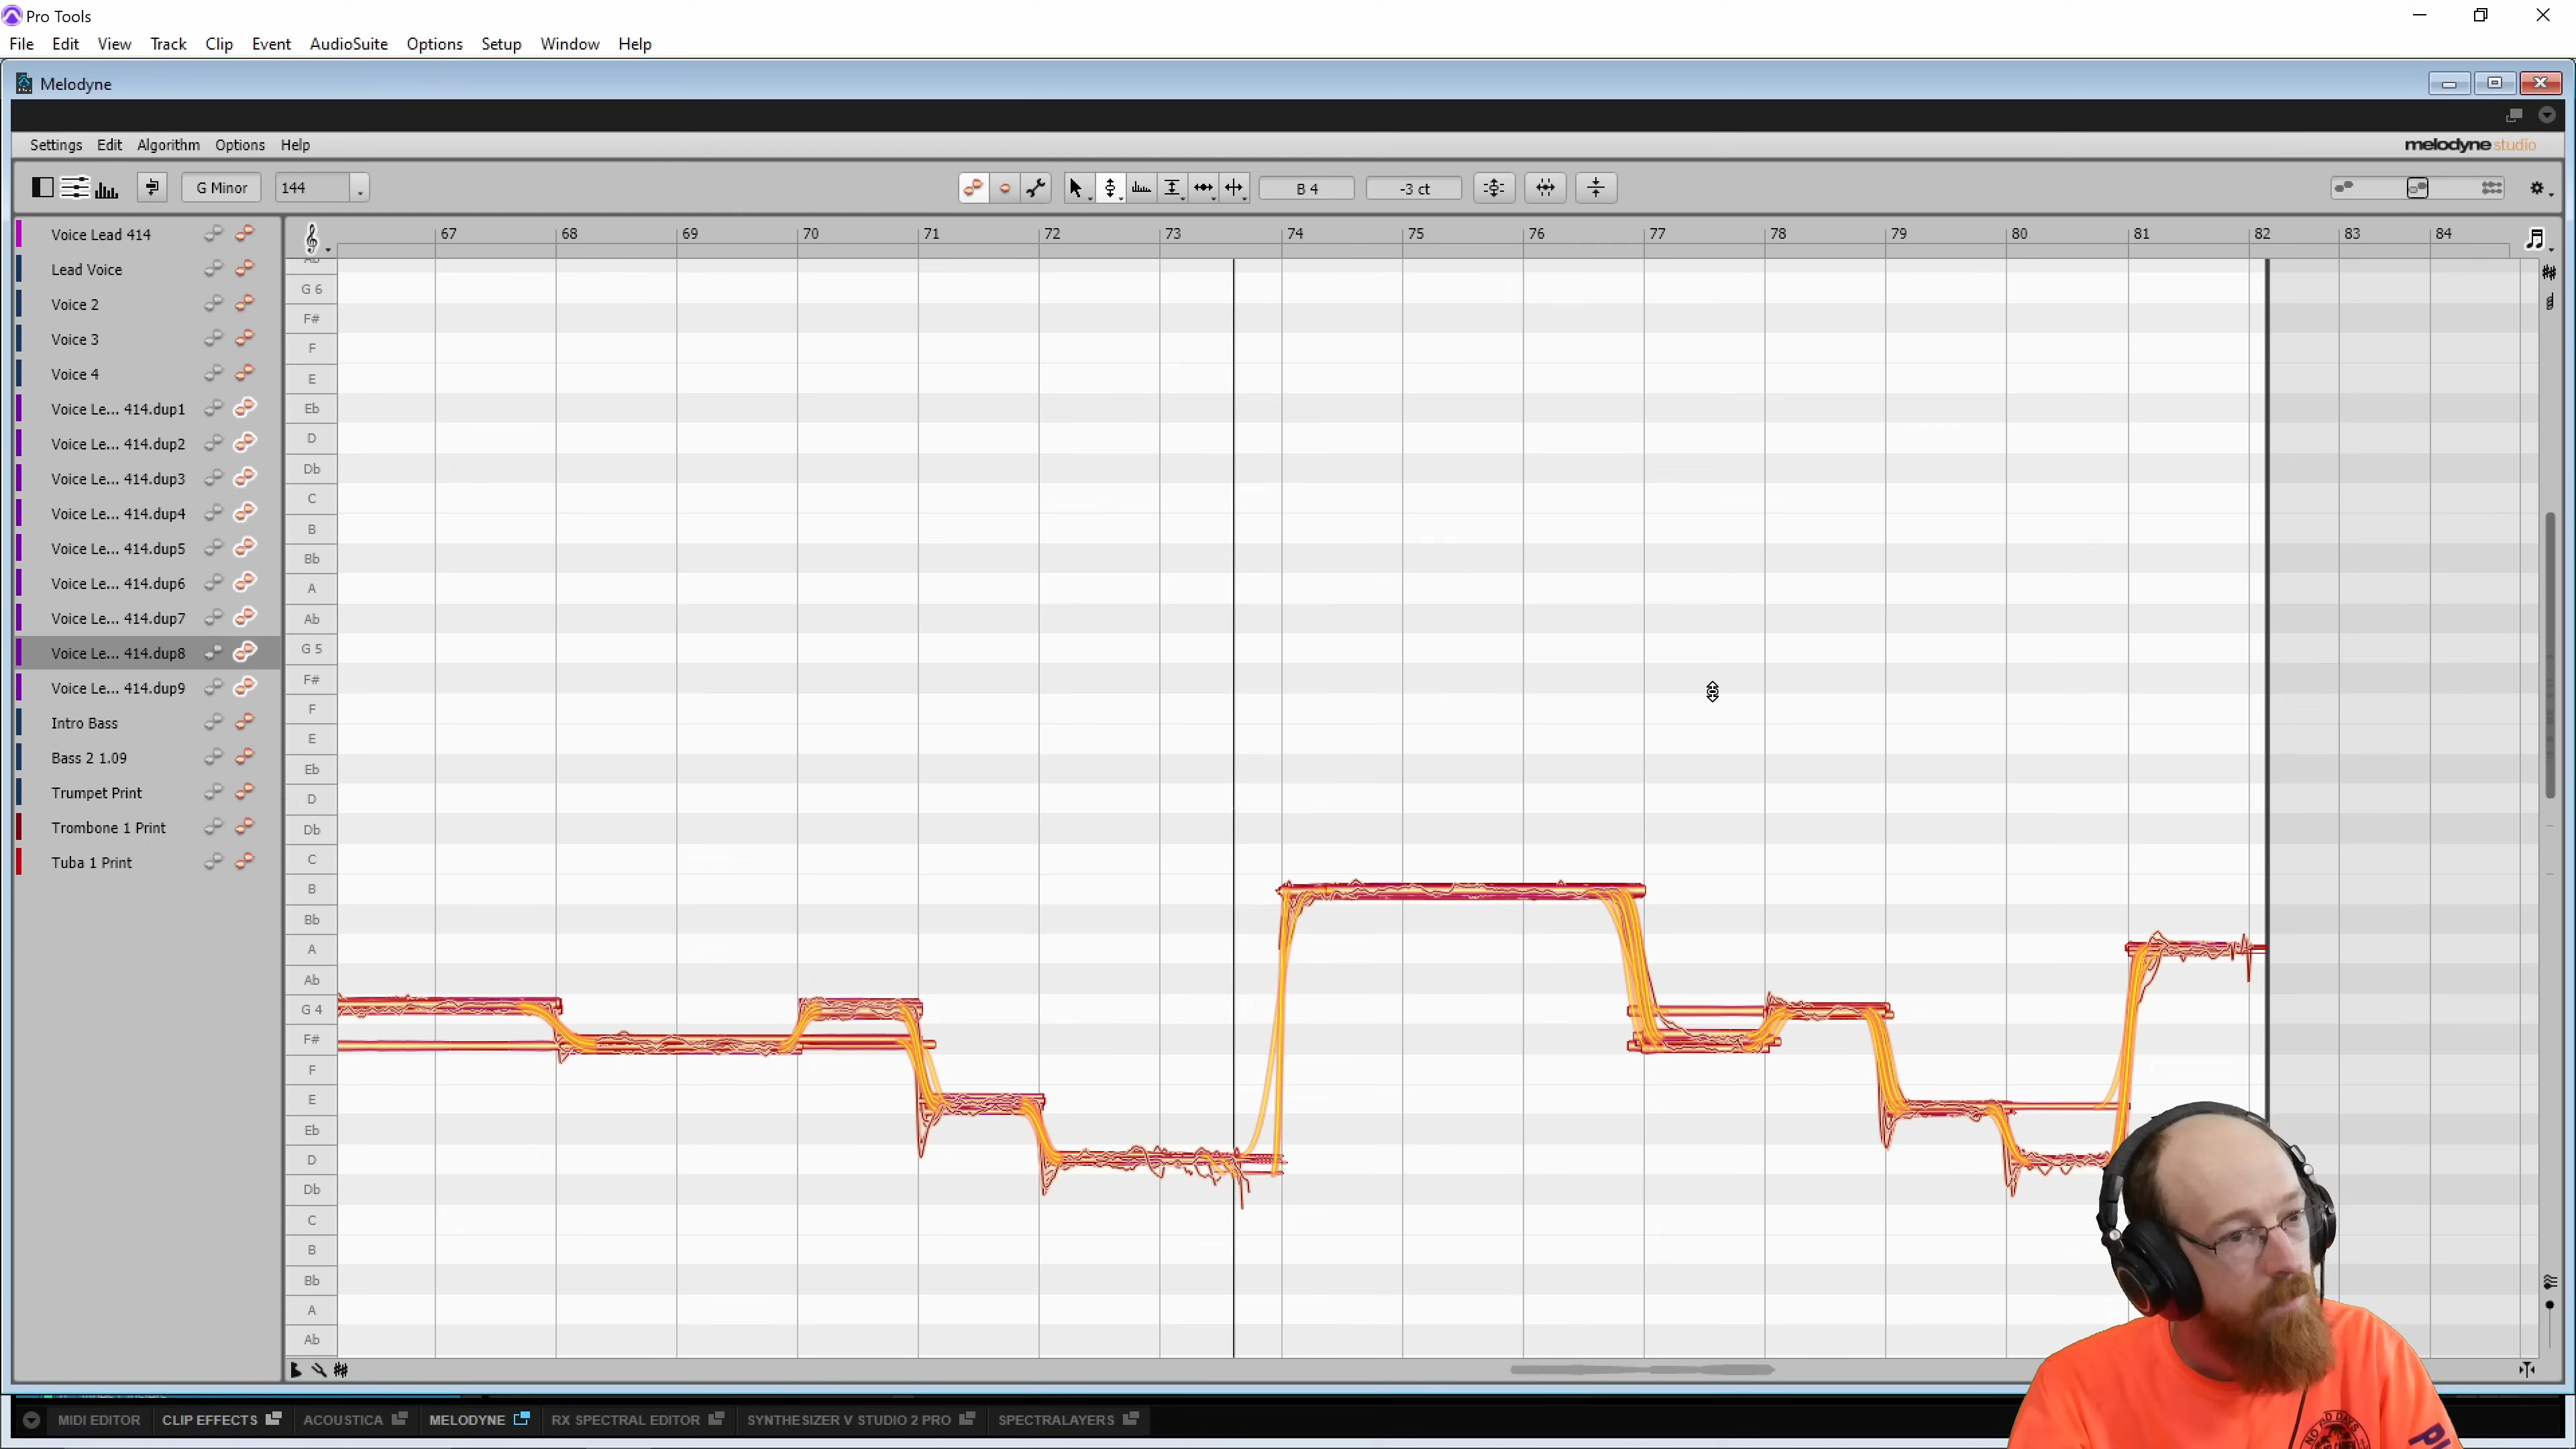 Pro Tools
File Edit View Track Clip Event AudioSuite Options Setup Window Help
Melodyne
Settings Edit Algorithm Options Help
melodyne studio
G Minor 144 B 4 -3 ct
67 68 69 70 71 72 73 74 75 76 77 78 79 80 81 82 83 84
Voice Lead 414
Lead Voice
Voice 2
Voice 3
Voice 4
Voice Le... 414.dup1
Voice Le... 414.dup2
Voice Le... 414.dup3
Voice Le... 414.dup4
Voice Le... 414.dup5
Voice Le... 414.dup6
Voice Le... 414.dup7
Voice Le... 414.dup8
Voice Le... 414.dup9
Intro Bass
Bass 2 1.09
Trumpet Print
Trombone 1 Print
Tuba 1 Print
Ab
G 6
F#
F
E
Eb
D
Db
C
B
Bb
A
Ab
G 5
F#
F
E
Eb
D
Db
C
B
Bb
A
Ab
G 4
F#
F
E
Eb
D
Db
C
B
Bb
A
Ab
MIDI EDITOR CLIP EFFECTS ACOUSTICA MELODYNE RX SPECTRAL EDITOR SYNTHESIZER V STUDIO 2 PRO SPECTRALAYERS